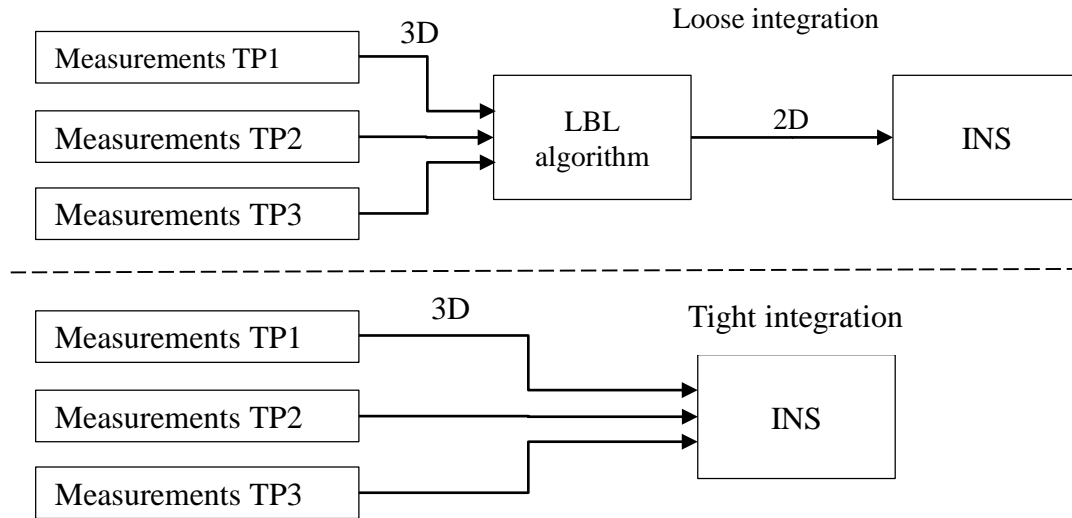 Loose integration
3D
Measurements TP1
Measurements TP2
Measurements TP3
LBL
algorithm
2D
INS
3D
Tight integration
Measurements TP1
Measurements TP2
Measurements TP3
INS